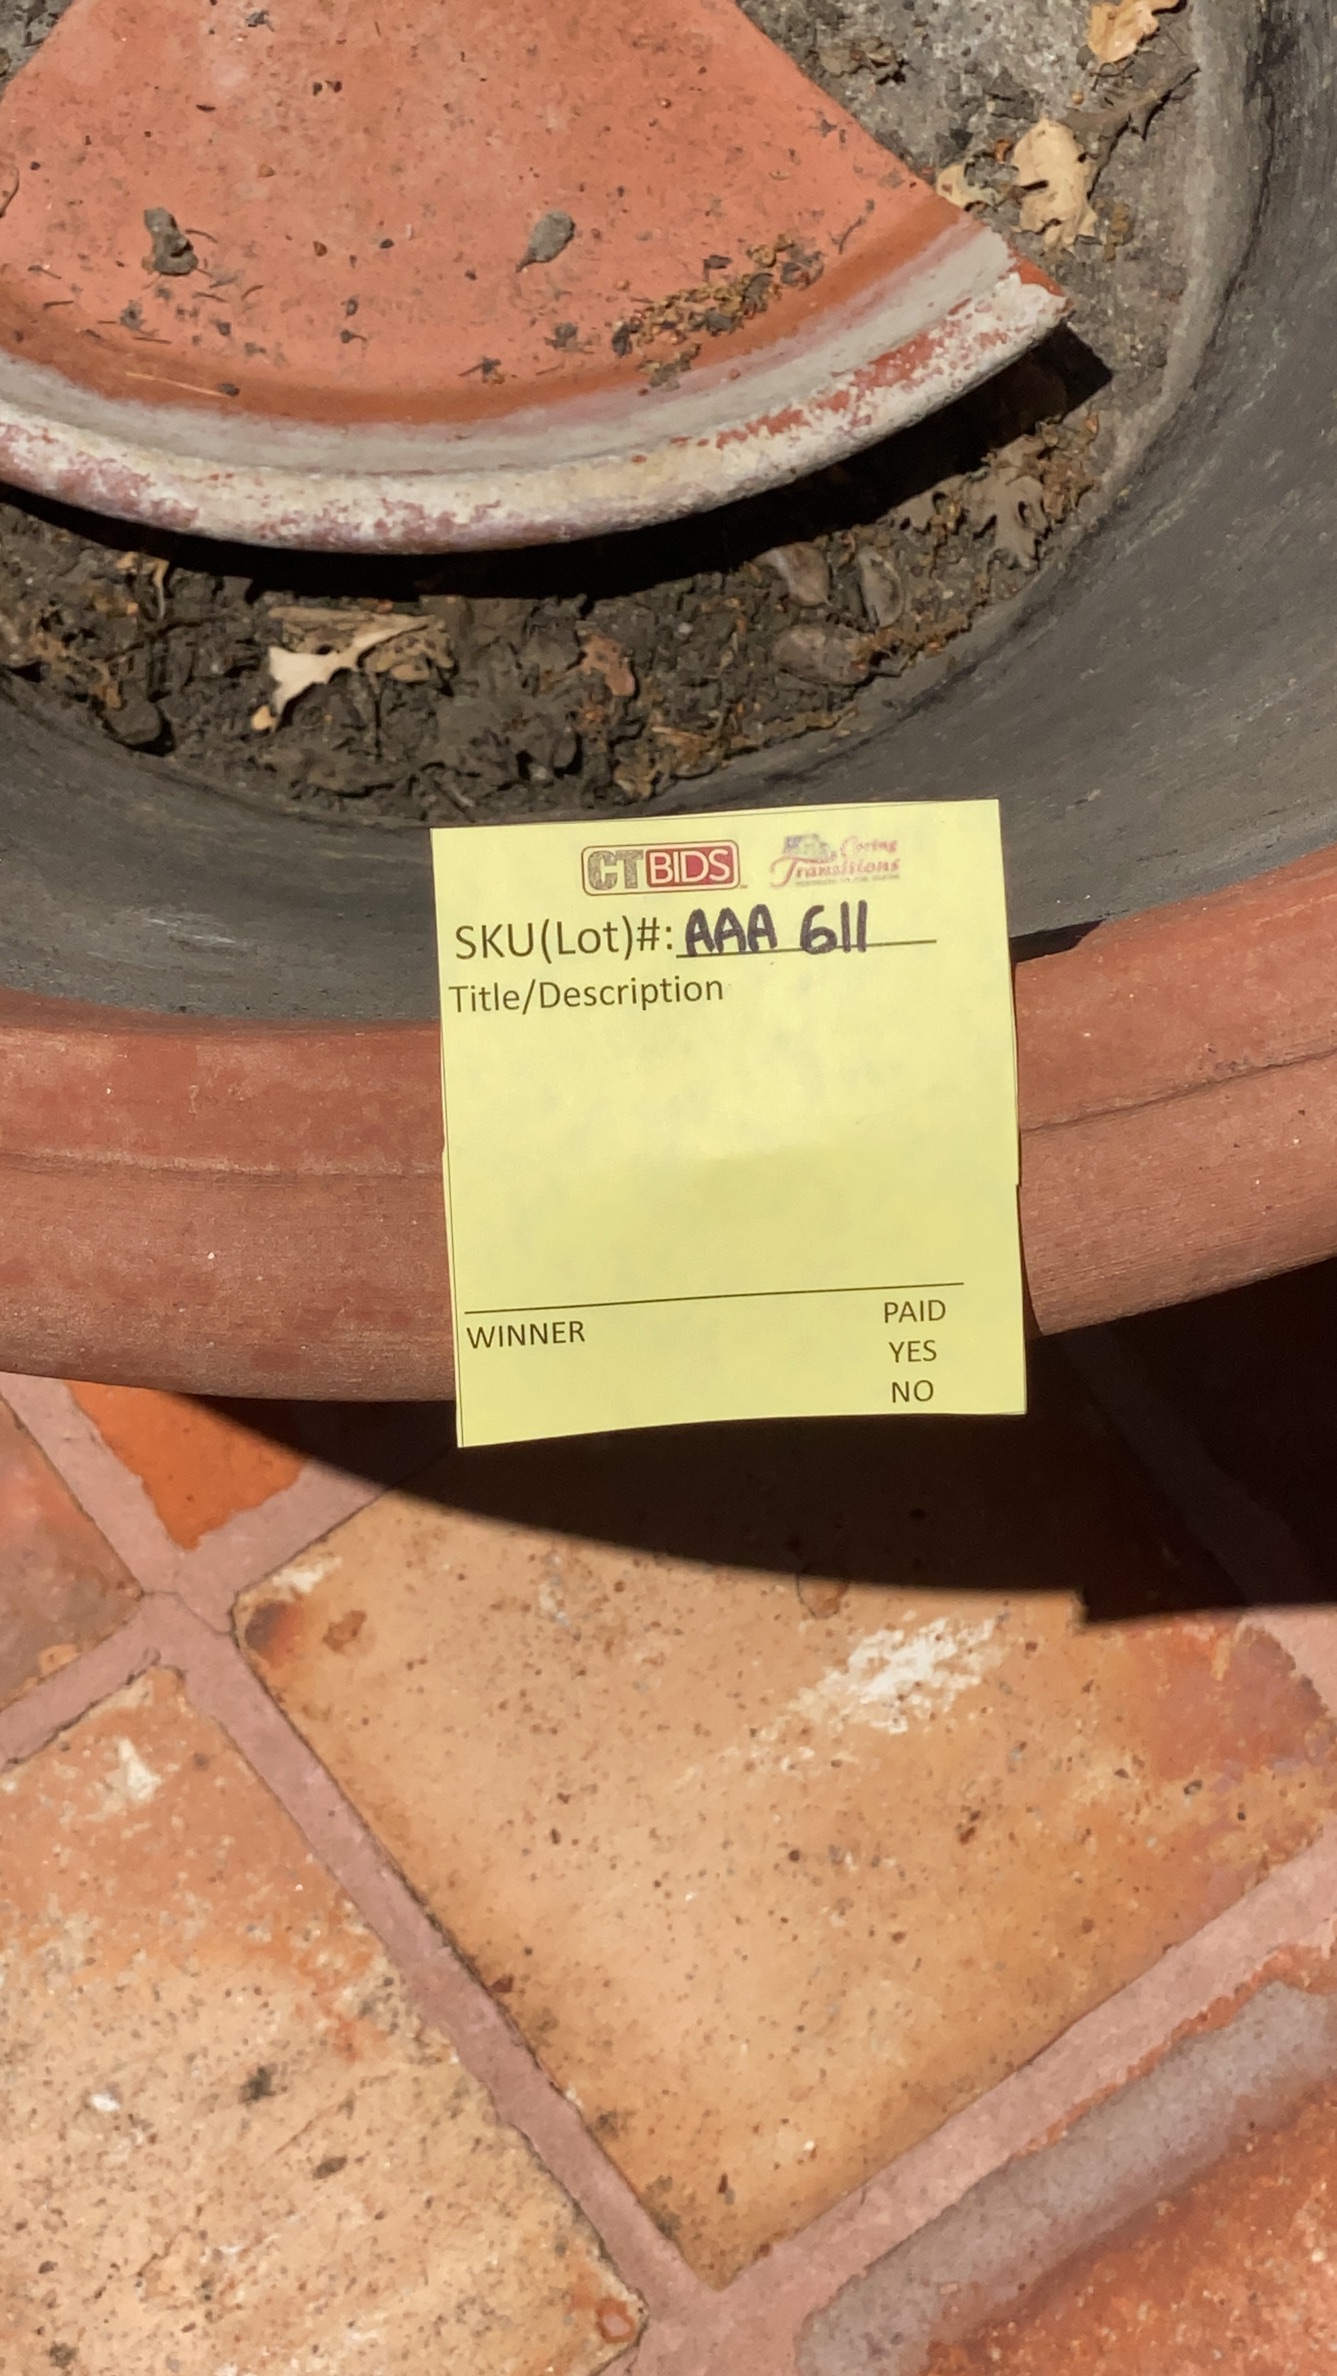 CTBIDS Caring
Transitions
SKU(Lot)#: AAA 611
Title/Description
WINNER
PAID
YES
NO